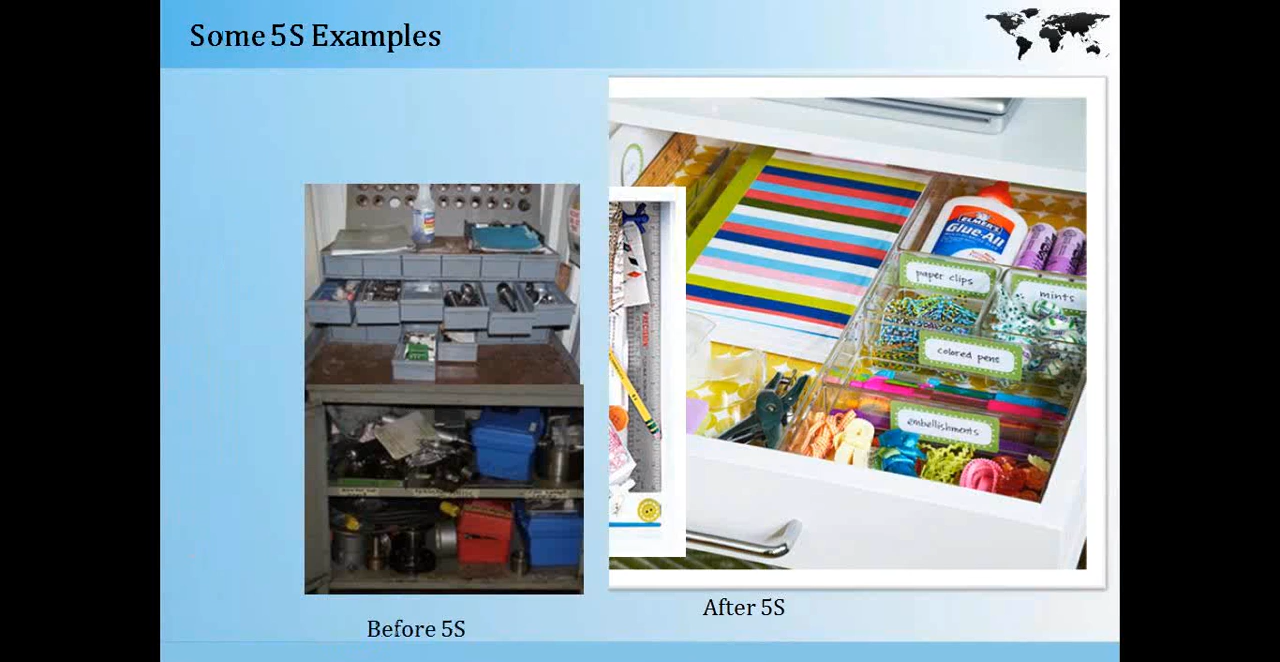 Some 5S Examples
ELMER'S
Glue-All
paper clips
mints
colored pens
embellishments
After 5S
Before 5S